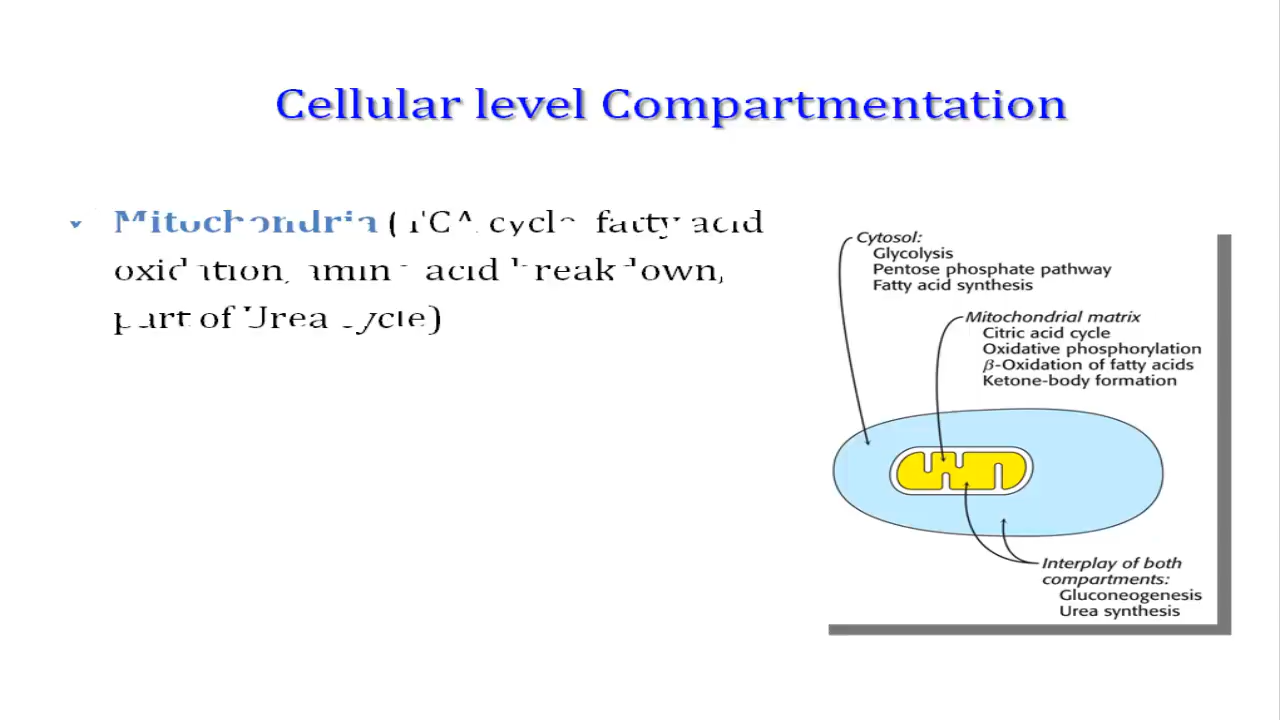 Cellular level Compartmentation
Mitochondria (TCA cycle, fatty acid
oxidation, amino acid breakdown,
part of Urea cycle)
Cytosol:
Glycolysis
Pentose phosphate pathway
Fatty acid synthesis
Mitochondrial matrix
Citric acid cycle
Oxidative phosphorylation
β-Oxidation of fatty acids
Ketone-body formation
Interplay of both
compartments:
Gluconeogenesis
Urea synthesis